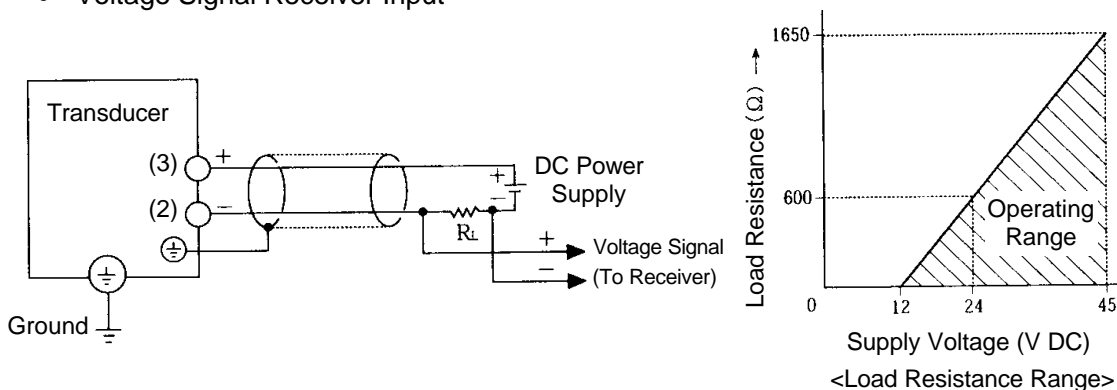 • Voltage Signal Receiver Input
Transducer
(3)
+
(2)
−
Ground
+
−
DC Power
Supply
RL
+
−
Voltage Signal
(To Receiver)
Load Resistance (Ω) →
1650
600
0
12
24
45
Operating
Range
Supply Voltage (V DC)
<Load Resistance Range>